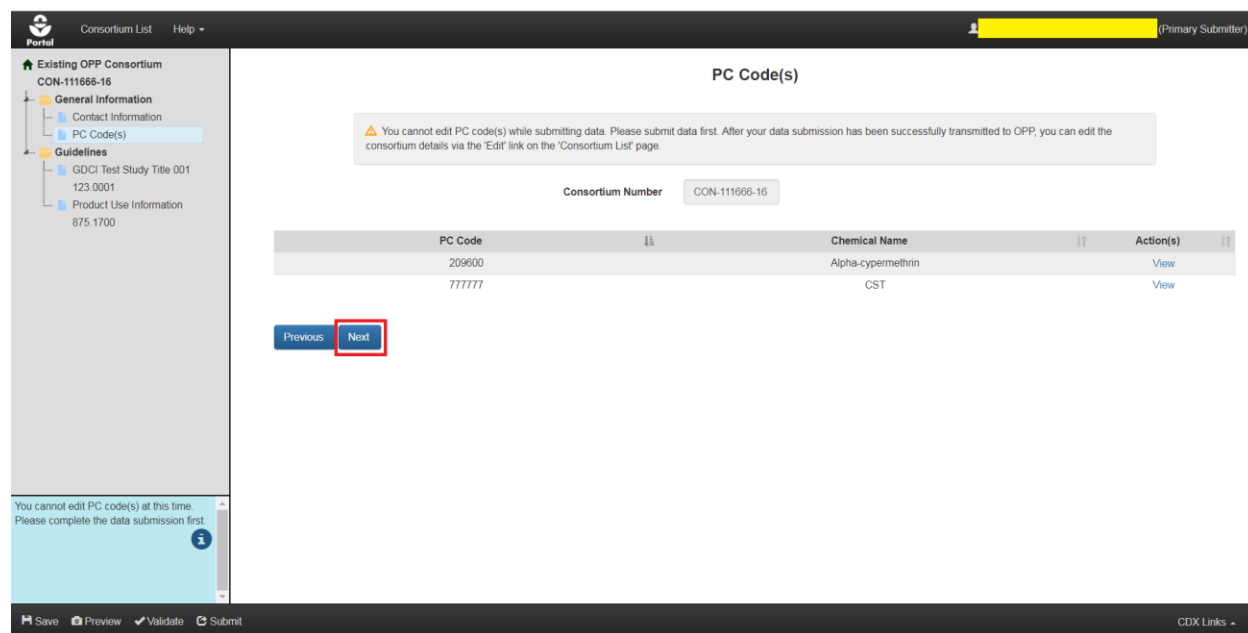 Portal
Consortium List Help
(Primary Submitter)
Existing OPP Consortium
CON-111666-16
General Information
Contact Information
PC Code(s)
Guidelines
GDCI Test Study Title 001
123.0001
Product Use Information
875.1700
PC Code(s)
You cannot edit PC code(s) while submitting data. Please submit data first. After your data submission has been successfully transmitted to OPP, you can edit the
consortium details via the 'Edit' link on the 'Consortium List' page.
Consortium Number CON-111666-16
PC Code Chemical Name Action(s)
209600 Alpha-cypermethrin View
777777 CST View
Previous Next
You cannot edit PC code(s) at this time.
Please complete the data submission first.
Save Preview Validate Submit CDX Links